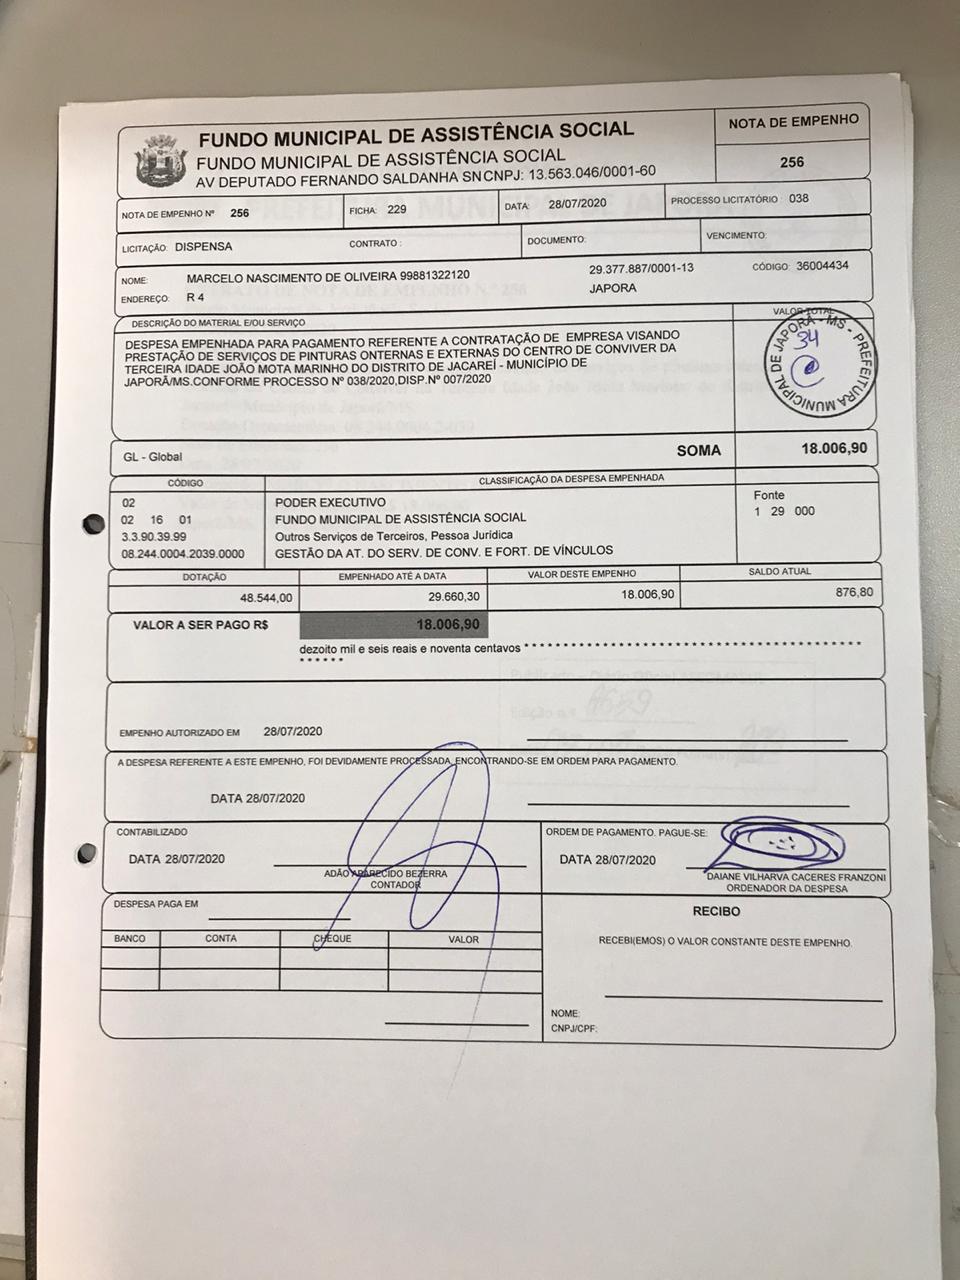 FUNDO MUNICIPAL DE ASSISTÊNCIA SOCIAL
FUNDO MUNICIPAL DE ASSISTÊNCIA SOCIAL
AV DEPUTADO FERNANDO SALDANHA SN CNPJ: 13.563.046/0001-60
NOTA DE EMPENHO
256
NOTA DE EMPENHO Nº 256
FICHA: 229
DATA: 28/07/2020
PROCESSO LICITATÓRIO : 038
LICITAÇÃO: DISPENSA
CONTRATO :
DOCUMENTO:
VENCIMENTO:
NOME: MARCELO NASCIMENTO DE OLIVEIRA 99881322120
29.377.887/0001-13
CÓDIGO: 36004434
ENDEREÇO: R 4
JAPORA
DESCRIÇÃO DO MATERIAL E/OU SERVIÇO
VALOR TOTAL
DESPESA EMPENHADA PARA PAGAMENTO REFERENTE A CONTRATAÇÃO DE EMPRESA VISANDO
PRESTAÇÃO DE SERVIÇOS DE PINTURAS ONTERNAS E EXTERNAS DO CENTRO DE CONVIVER DA
TERCEIRA IDADE JOÃO MOTA MARINHO DO DISTRITO DE JACAREÍ - MUNICÍPIO DE
JAPORÃ/MS.CONFORME PROCESSO Nº 038/2020,DISP.Nº 007/2020
PREFEITURA MUNICIPAL DE JAPORÃ - MS -
34
GL - Global
SOMA
18.006,90
CÓDIGO
CLASSIFICAÇÃO DA DESPESA EMPENHADA
02
PODER EXECUTIVO
Fonte
02 16 01
FUNDO MUNICIPAL DE ASSISTÊNCIA SOCIAL
1 29 000
3.3.90.39.99
Outros Serviços de Terceiros, Pessoa Jurídica
08.244.0004.2039.0000
GESTÃO DA AT. DO SERV. DE CONV. E FORT. DE VÍNCULOS
DOTAÇÃO
EMPENHADO ATÉ A DATA
VALOR DESTE EMPENHO
SALDO ATUAL
48.544,00
29.660,30
18.006,90
876,80
VALOR A SER PAGO R$
18.006,90
dezoito mil e seis reais e noventa centavos * * * * * * * * * * * * * * * * * * * * * * * * * * * * * * * * * * * * * * * * * *
* * * * * *
EMPENHO AUTORIZADO EM 28/07/2020
A DESPESA REFERENTE A ESTE EMPENHO, FOI DEVIDAMENTE PROCESSADA, ENCONTRANDO-SE EM ORDEM PARA PAGAMENTO.
DATA 28/07/2020
CONTABILIZADO
ORDEM DE PAGAMENTO. PAGUE-SE:
DATA 28/07/2020
DATA 28/07/2020
ADÃO APARECIDO BEZERRA
CONTADOR
DAIANE VILHARVA CACERES FRANZONI
ORDENADOR DA DESPESA
DESPESA PAGA EM
RECIBO
BANCO
CONTA
CHEQUE
VALOR
RECEBI(EMOS) O VALOR CONSTANTE DESTE EMPENHO.
NOME:
CNPJ/CPF: